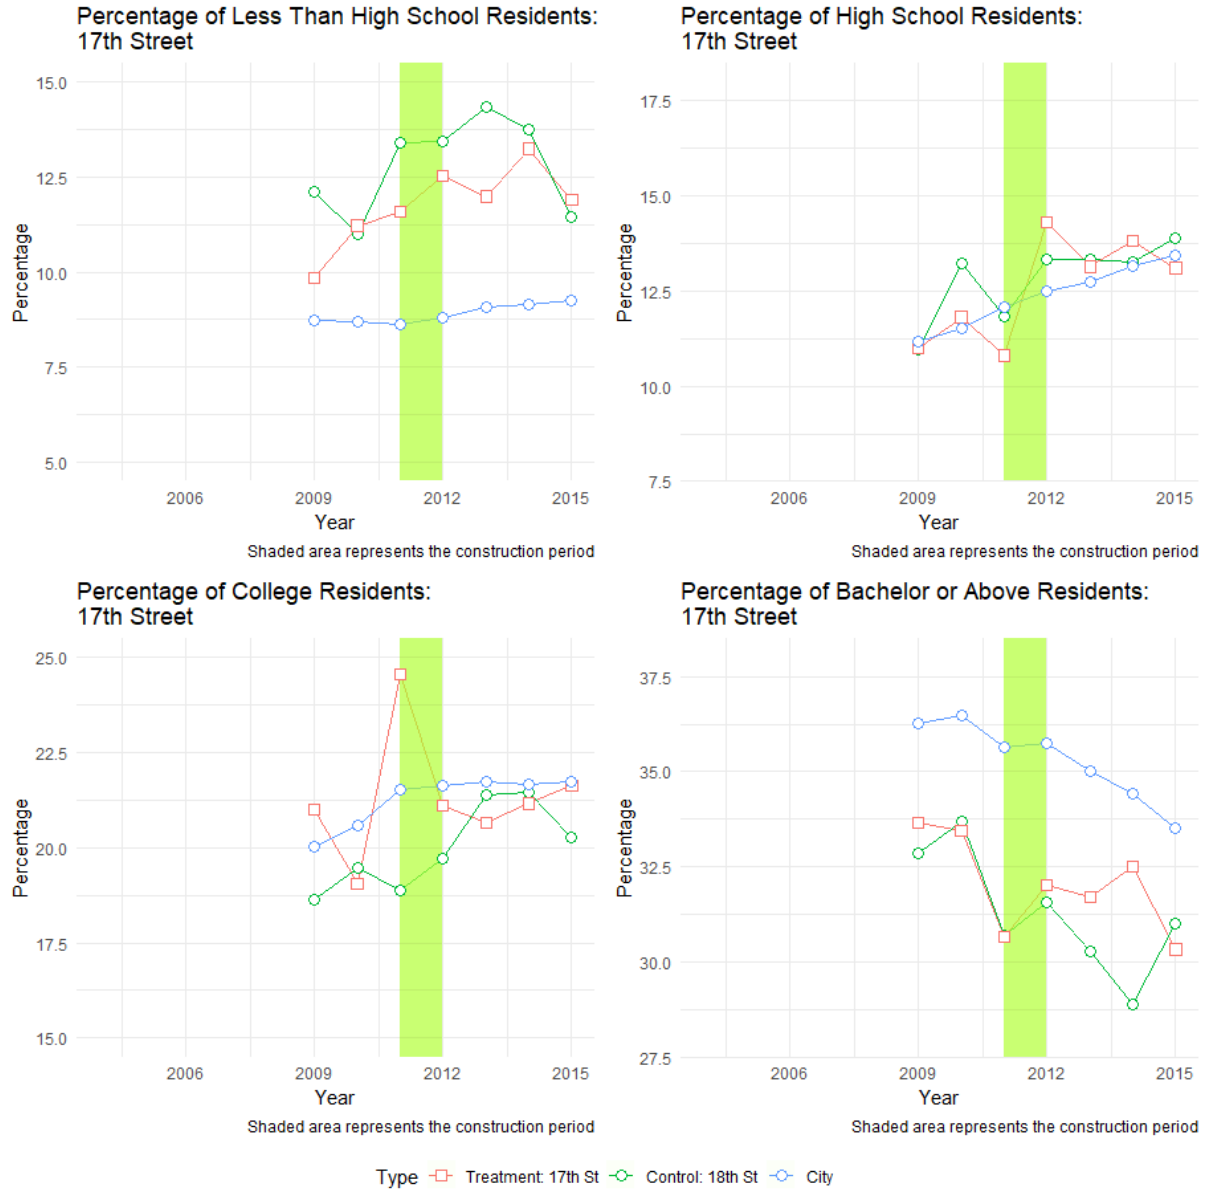 Percentage of Less Than High School Residents:
17th Street
15.0
12.5
10.0
7.5
5.0
Percentage
2006 2009 2012 2015
Year
Shaded area represents the construction period
Percentage of High School Residents:
17th Street
17.5
15.0
12.5
10.0
7.5
Percentage
2006 2009 2012 2015
Year
Shaded area represents the construction period
Percentage of College Residents:
17th Street
25.0
22.5
20.0
17.5
15.0
Percentage
2006 2009 2012 2015
Year
Shaded area represents the construction period
Percentage of Bachelor or Above Residents:
17th Street
37.5
35.0
32.5
30.0
27.5
Percentage
2006 2009 2012 2015
Year
Shaded area represents the construction period
Type Treatment: 17th St Control: 18th St City